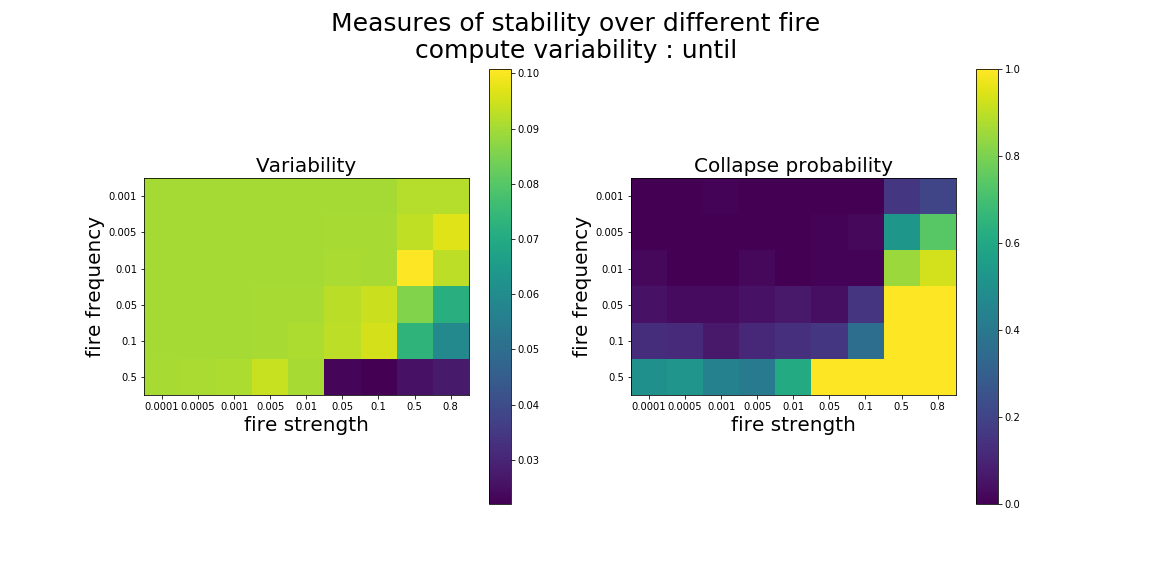 Measures of stability over different fire
compute variability : until
Variability
fire frequency
0.001
0.005
0.01
0.05
0.1
0.5
0.0001 0.0005 0.001 0.005 0.01 0.05 0.1 0.5 0.8
fire strength
0.10
0.09
0.08
0.07
0.06
0.05
0.04
0.03
Collapse probability
fire frequency
0.001
0.005
0.01
0.05
0.1
0.5
0.0001 0.0005 0.001 0.005 0.01 0.05 0.1 0.5 0.8
fire strength
1.0
0.8
0.6
0.4
0.2
0.0